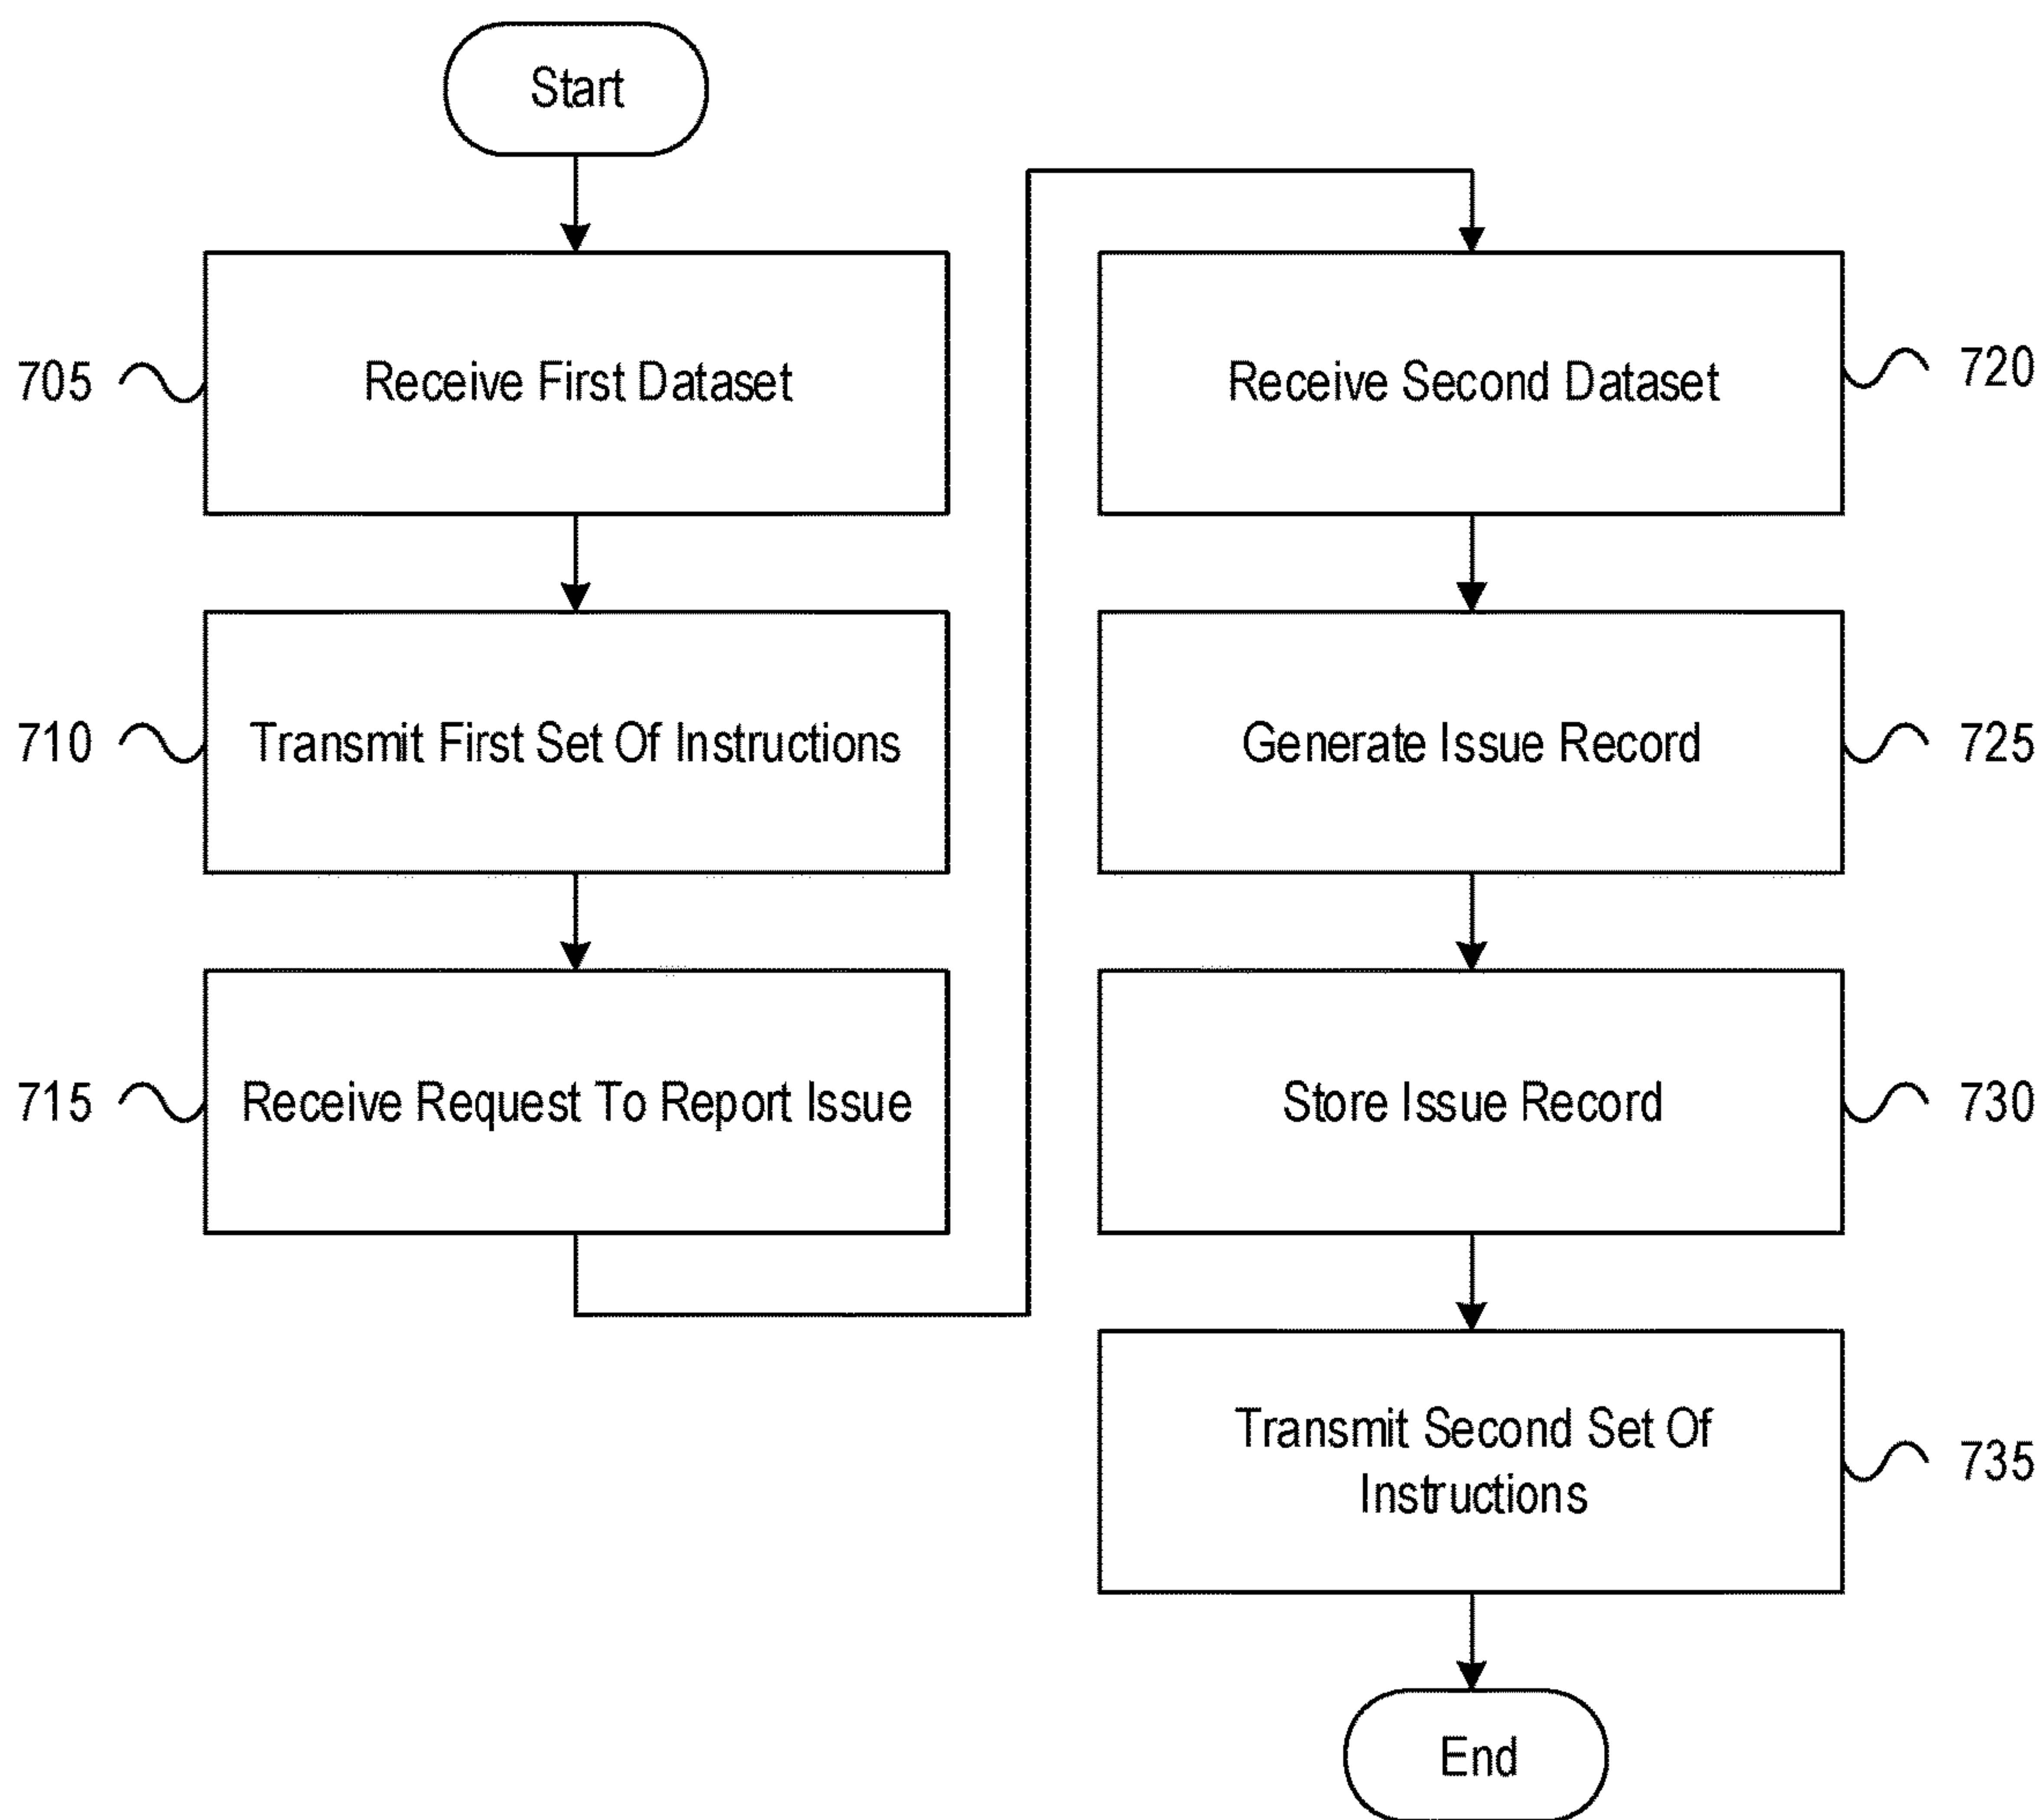 Start
705
Receive First Dataset
710
Transmit First Set Of Instructions
715
Receive Request To Report Issue
Receive Second Dataset
720
Generate Issue Record
725
Store Issue Record
730
Transmit Second Set Of
Instructions
735
End